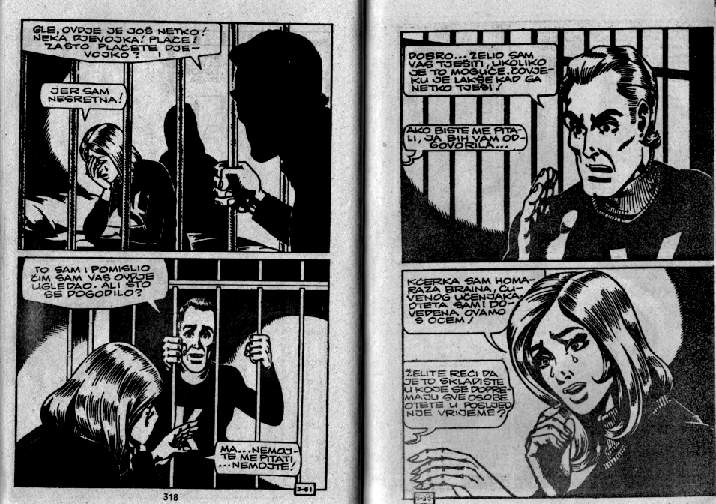 GLE, OVDJE JE JOŠ NETKO!
NEKA DJEVOJKA! PLAČE!
ZAŠTO PLAČETE DJE-
VOJKO?
JER SAM
NESRETNA!
TO SAM I POMISLIO
ČIM SAM VAS OVDJE
UGLEDAO. ALI ŠTO
SE DOGODILO?
MA...NEMOJ-
TE ME PITATI
...NEMOJTE!
318
DOBRO... ŽELIO SAM
VAS TJEŠITI, UKOLIKO
JE TO MOGUĆE. ČOVJE-
KU JE LAKŠE KAD GA
NETKO TJEŠI!
AKO BISTE ME PITA-
LI, JA BIH VAM OD-
GOVORILA...
KĆERKA SAM HOMA-
RAZA BRAINA, ČU-
VENOG UČENJAKA.
OTETA SAM I DO-
VEDENA OVAMO
S OCEM!
ŽELITE REĆI DA
JE TO SKLADIŠTE
U KOJE SE DOPRE-
MAJU SVE OSOBE
OTETE U POSLJED-
NJE VRIJEME?